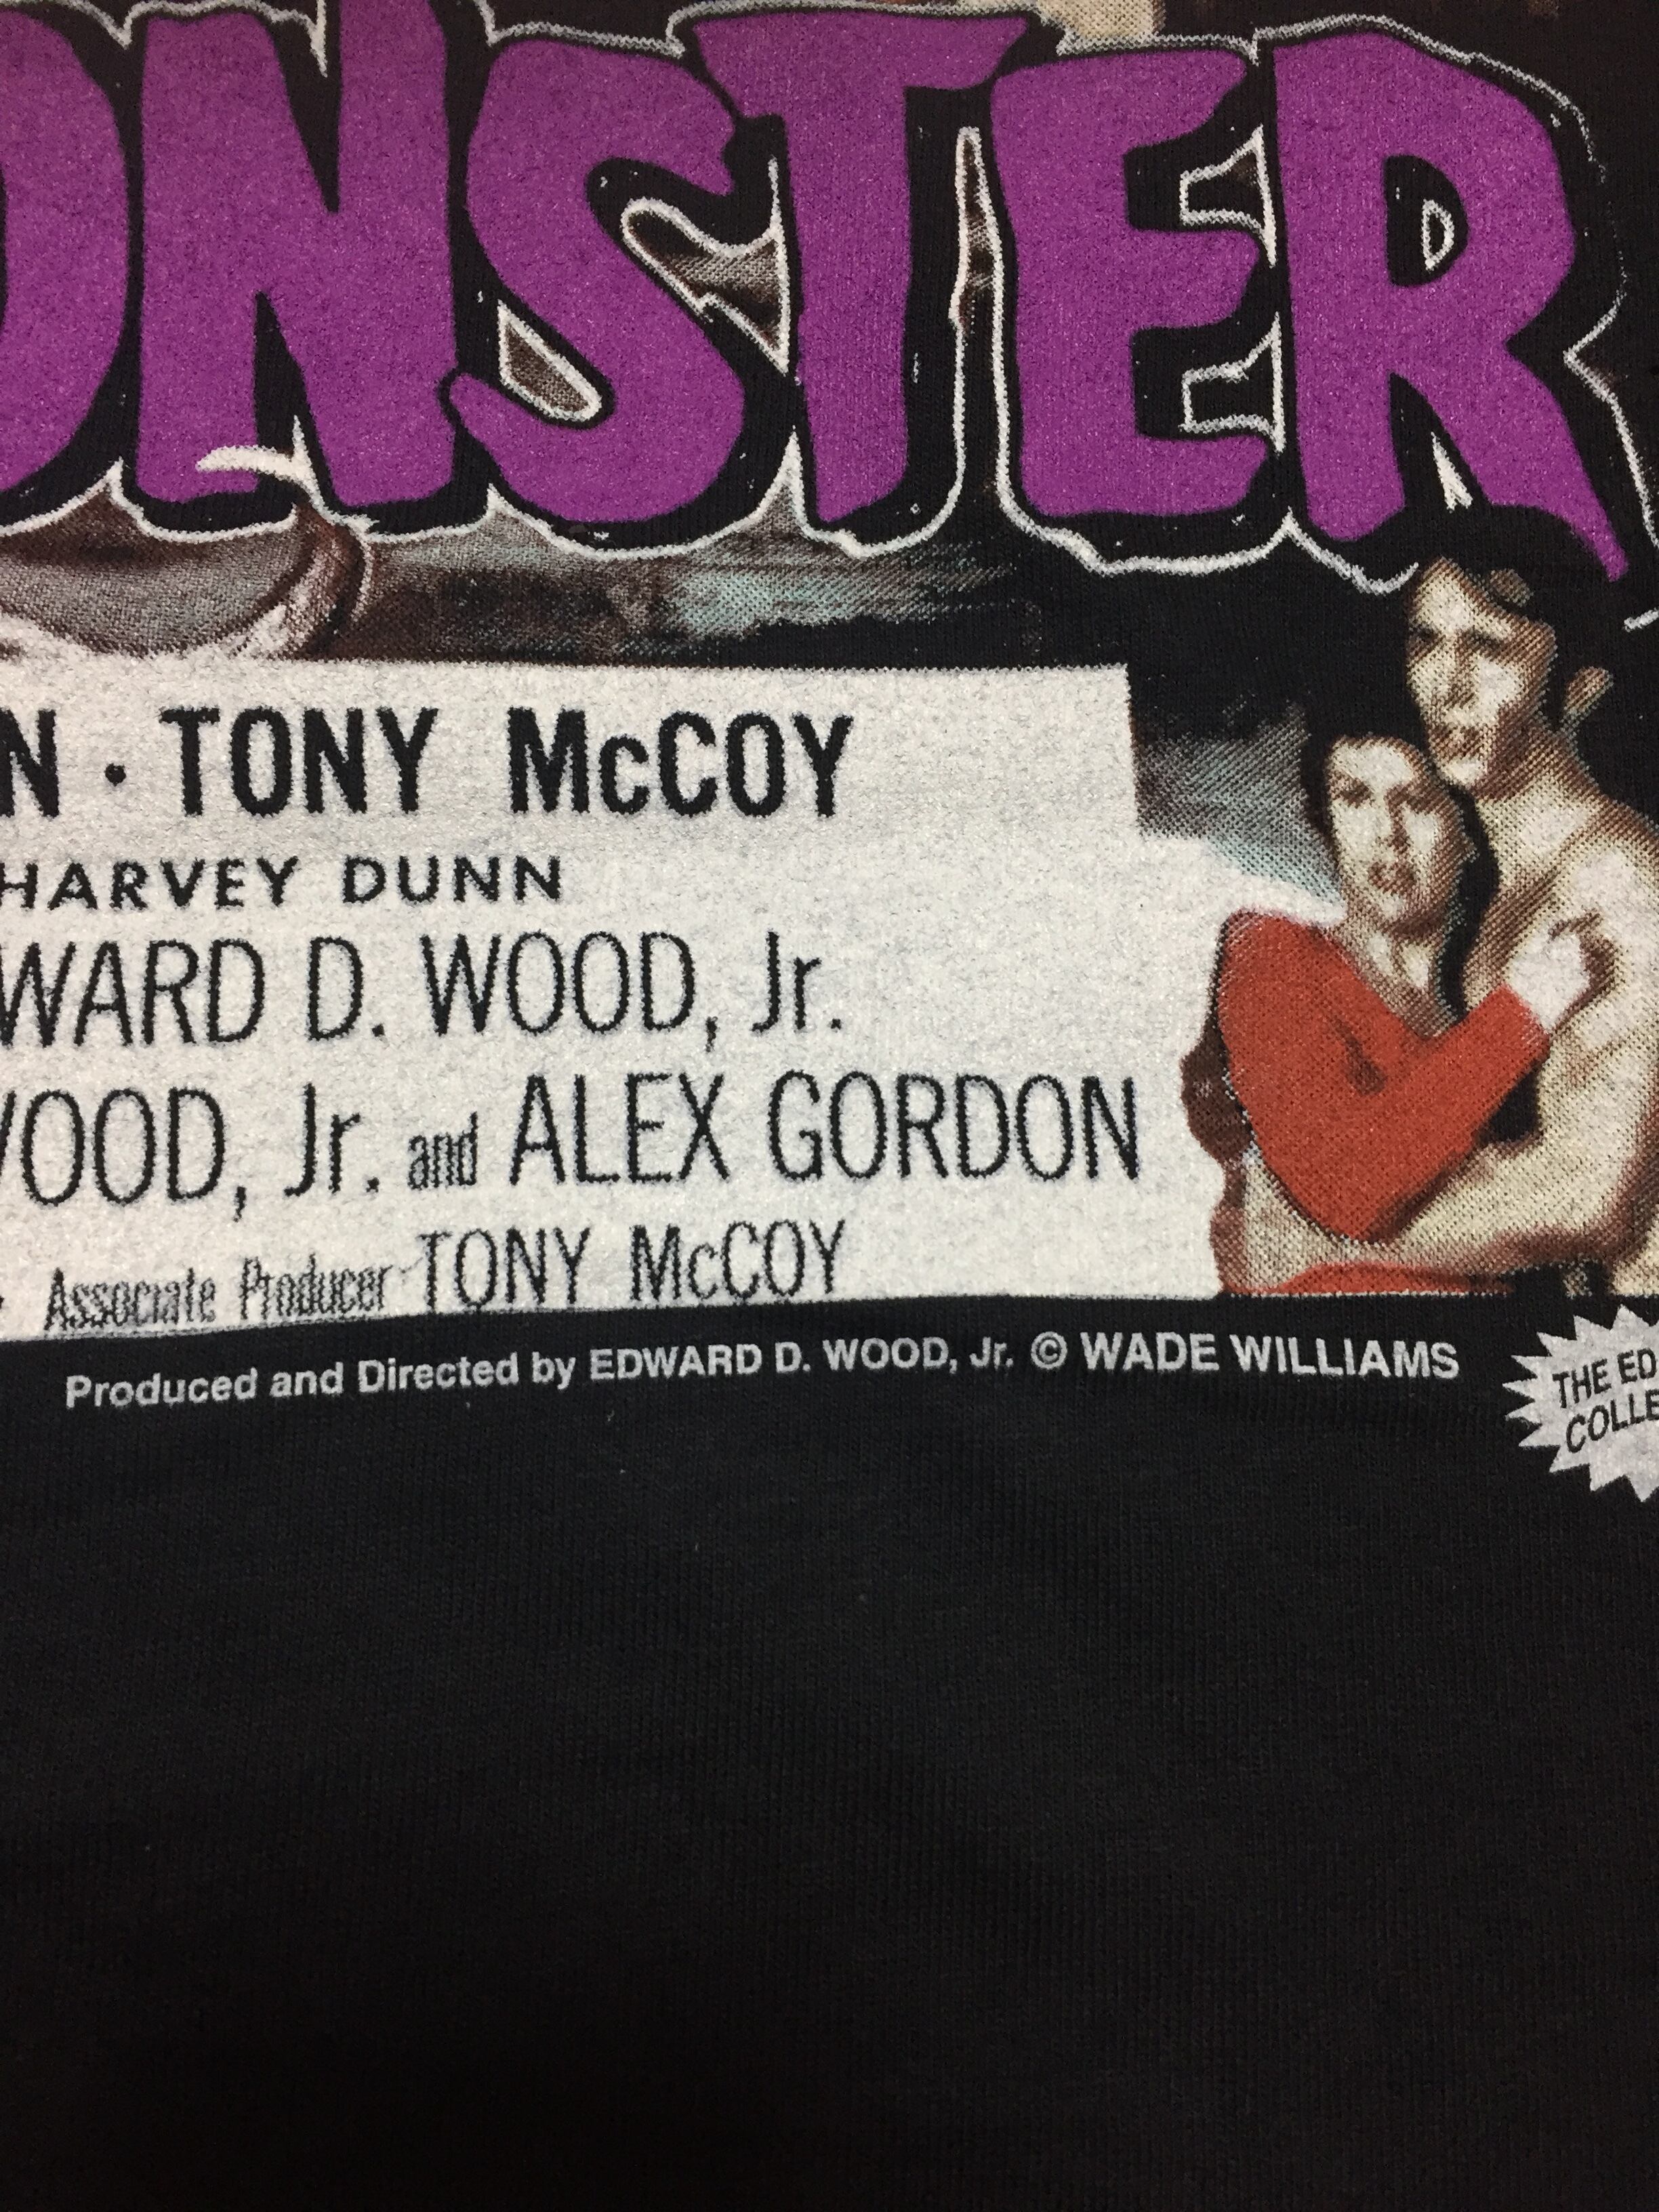 ONSTER
N · TONY McCOY
HARVEY DUNN
WARD D. WOOD, Jr.
WOOD, Jr. and ALEX GORDON
Associate Producer TONY McCOY
Produced and Directed by EDWARD D. WOOD, Jr. © WADE WILLIAMS
THE ED
COLLE